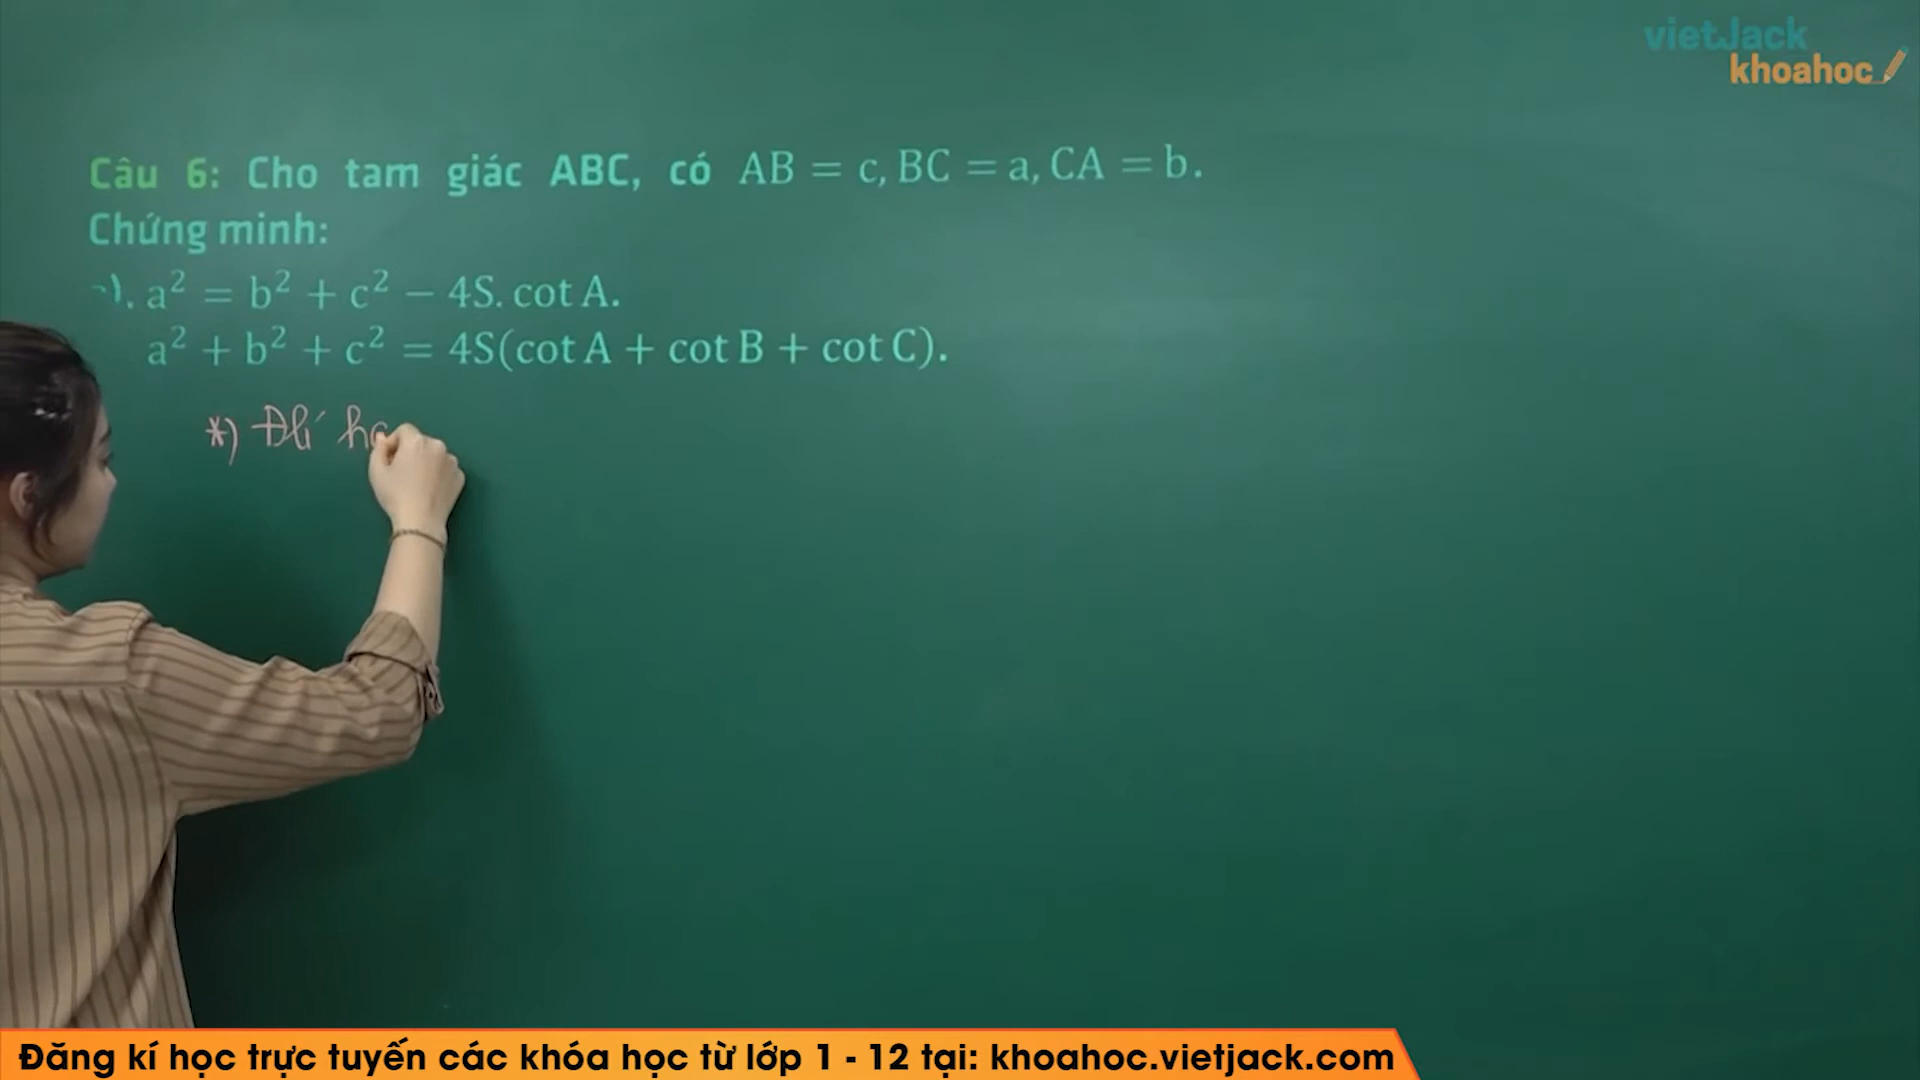 vietJack
khoahoc
Câu 6: Cho tam giác ABC, có AB = c, BC = a, CA = b.
Chứng minh:
a² = b² + c² − 4S. cot A.
a² + b² + c² = 4S(cot A + cot B + cot C).
*) Đlí
Đăng kí học trực tuyến các khóa học từ lớp 1 - 12 tại: khoahoc.vietjack.com